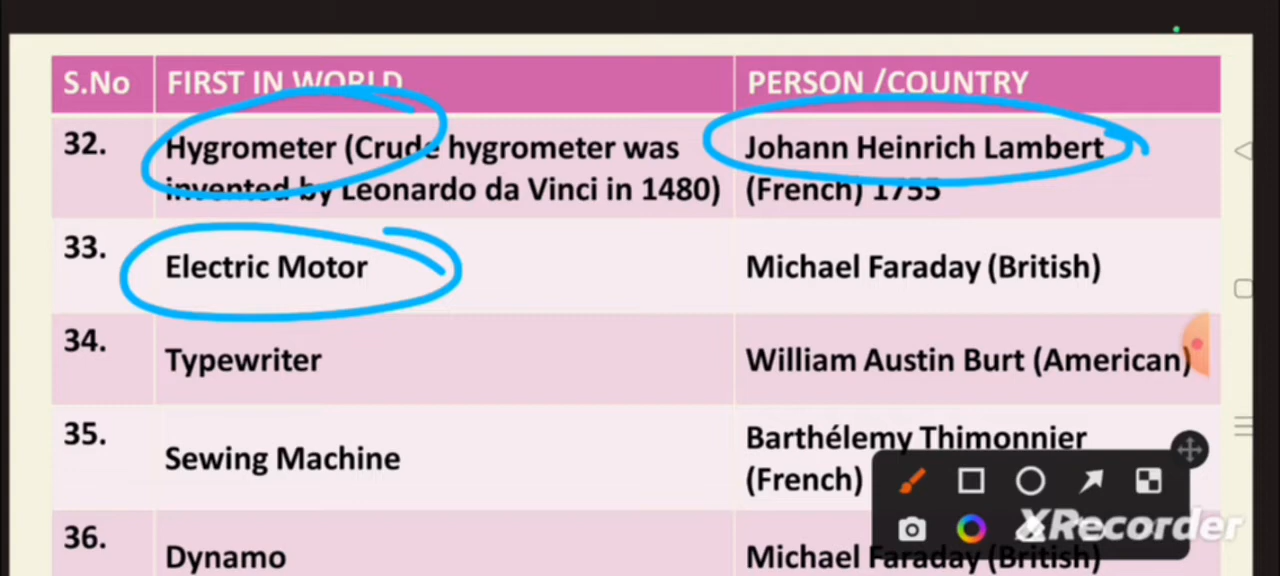 S.No FIRST IN WORLD PERSON /COUNTRY
32. Hygrometer (Crude hygrometer was
invented by Leonardo da Vinci in 1480)
Johann Heinrich Lambert
(French) 1755
33. Electric Motor Michael Faraday (British)
34. Typewriter William Austin Burt (American)
35. Sewing Machine
Barthélemy Thimonnier
(French)
36. Dynamo Michael Faraday (British)
XRecorder